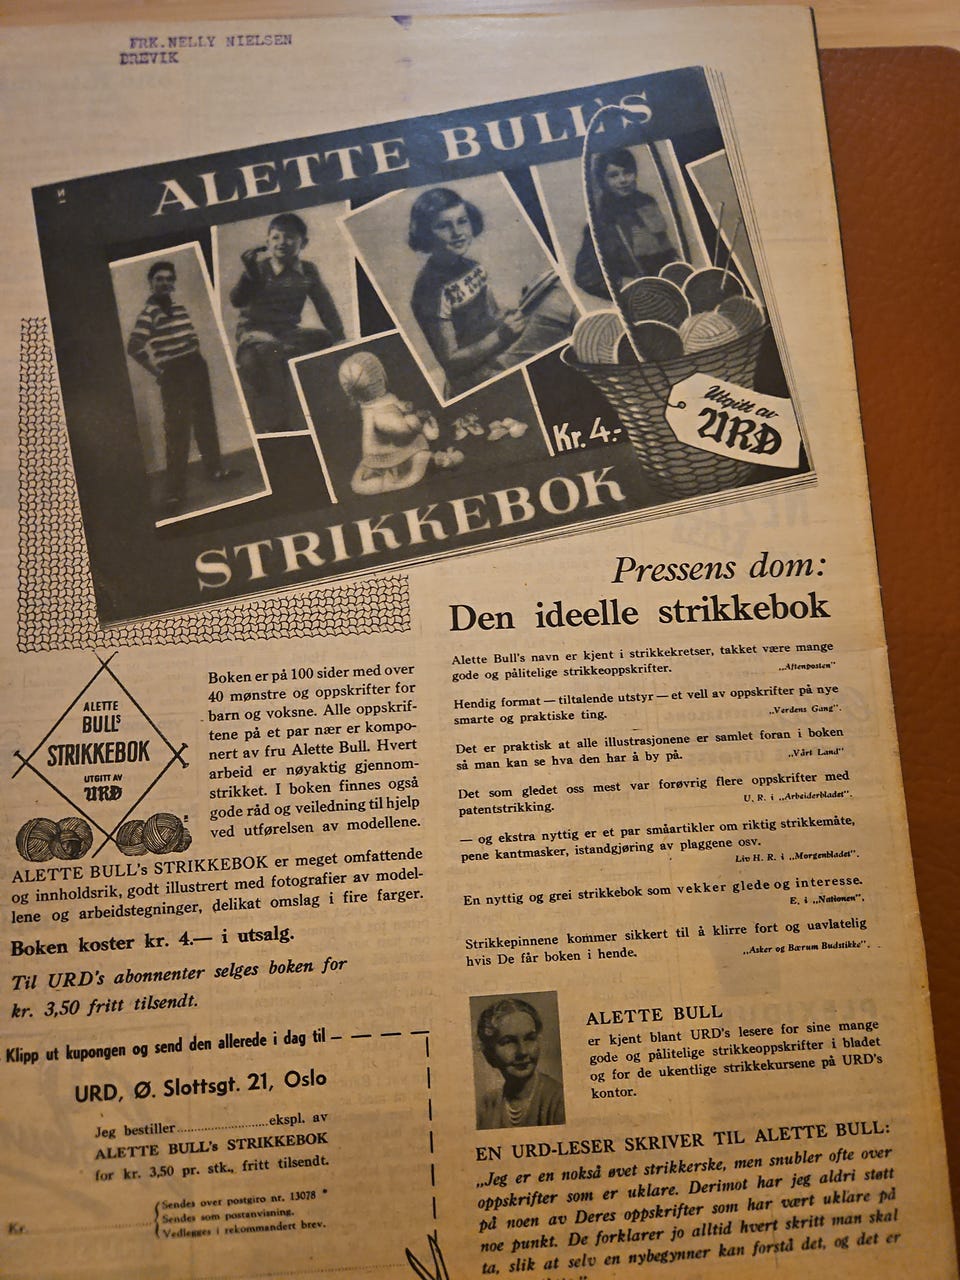 FRK. NELLY NIELSEN
BREVIK
ALETTE BULL'S
Kr. 4.-
Utgitt av
URD
STRIKKEBOK
ALETTE
BULLS
STRIKKEBOK
UTGITT AV
URD
Boken er på 100 sider med over
40 mønstre og oppskrifter for
barn og voksne. Alle oppskrif-
tene på et par nær er kompo-
nert av fru Alette Bull. Hvert
arbeid er nøyaktig gjennom-
strikket. I boken finnes også
gode råd og veiledning til hjelp
ved utførelsen av modellene.
ALETTE BULL's STRIKKEBOK er meget omfattende
og innholdsrik, godt illustrert med fotografier av model-
lene og arbeidstegninger, delikat omslag i fire farger.
Boken koster kr. 4.— i utsalg.
Til URD's abonnenter selges boken for
kr. 3,50 fritt tilsendt.
Klipp ut kupongen og send den allerede i dag til — — — —
URD, Ø. Slottsgt. 21, Oslo
Jeg bestiller..............................ekspl. av
ALETTE BULL's STRIKKEBOK
for kr. 3,50 pr. stk., fritt tilsendt.
Kr. ..............................
Sendes over postgiro nr. 13078 *
Sendes som postanvisning.
Vedlegges i rekommandert brev.
Pressens dom:
Den ideelle strikkebok
Alette Bull's navn er kjent i strikkekretser, takket være mange
gode og pålitelige strikkeoppskrifter. „Aftenposten"
Hendig format — tiltalende utstyr — et vell av oppskrifter på nye
smarte og praktiske ting. „Verdens Gang".
Det er praktisk at alle illustrasjonene er samlet foran i boken
så man kan se hva den har å by på. „Vårt Land"
Det som gledet oss mest var forøvrig flere oppskrifter med
patentstrikking. U. R. i „Arbeiderbladet".
— og ekstra nyttig er et par småartikler om riktig strikkemåte,
pene kantmasker, istandgjøring av plaggene osv.
Liv H. R. i „Morgenbladet".
En nyttig og grei strikkebok som vekker glede og interesse.
E. i „Nationen".
Strikkepinnene kommer sikkert til å klirre fort og uavlatelig
hvis De får boken i hende. „Asker og Bærum Budstikke".
ALETTE BULL
er kjent blant URD's lesere for sine mange
gode og pålitelige strikkeoppskrifter i bladet
og for de ukentlige strikkekursene på URD's
kontor.
EN URD-LESER SKRIVER TIL ALETTE BULL:
„Jeg er en nokså øvet strikkerske, men snubler ofte over
oppskrifter som er uklare. Derimot har jeg aldri støtt
på noen av Deres oppskrifter som har vært uklare på
noe punkt. De forklarer jo alltid hvert skritt man skal
ta, slik at selv en nybegynner kan forstå det, og det er